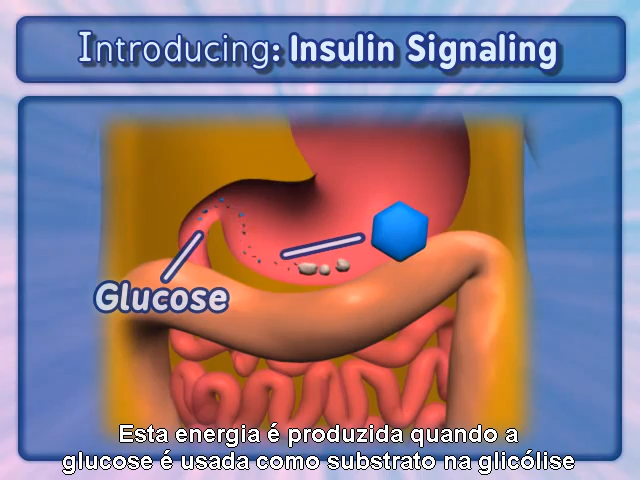 Introducing: Insulin Signaling
Glucose
Esta energia é produzida quando a
glucose é usada como substrato na glicólise